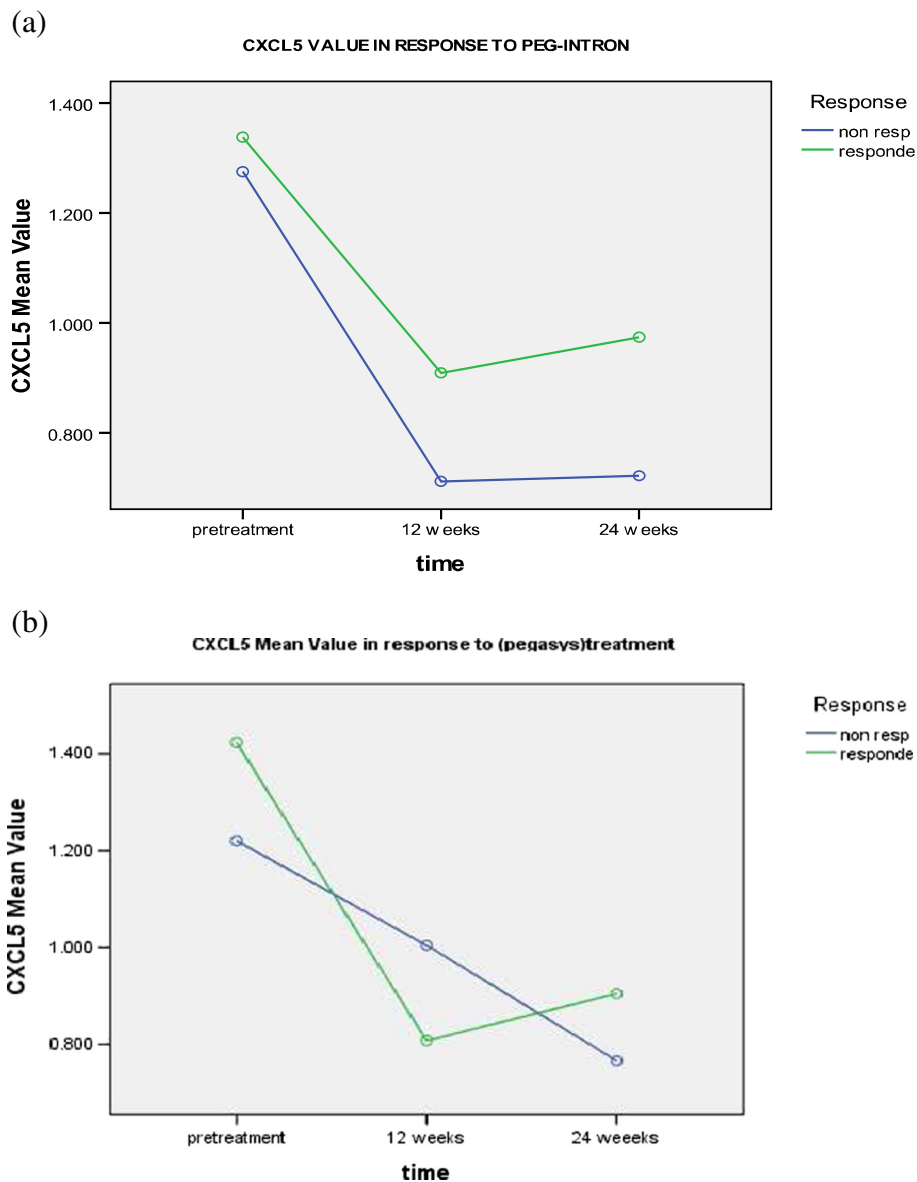 (a)
CXCL5 VALUE IN RESPONSE TO PEG-INTRON
Response
non resp
responde
CXCL5 Mean Value
1.400
1.200
1.000
0.800
pretreatment
12 weeks
24 weeks
time
(b)
CXCL5 Mean Value in response to (pegasys)treatment
Response
non resp
responde
CXCL5 Mean Value
1.400
1.200
1.000
0.800
pretreatment
12 weeks
24 weeeks
time